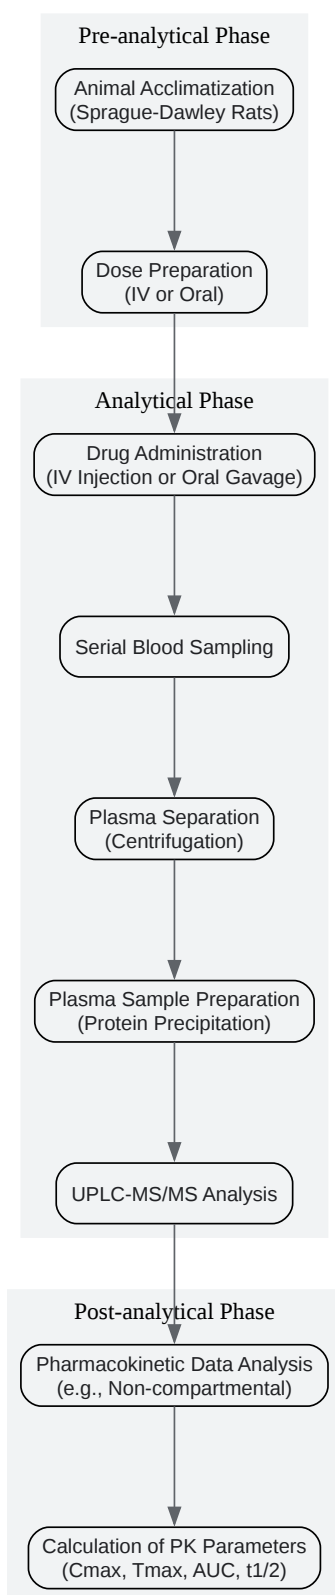 Pre-analytical Phase
Animal Acclimatization
(Sprague-Dawley Rats)
Dose Preparation
(IV or Oral)
Analytical Phase
Drug Administration
(IV Injection or Oral Gavage)
Serial Blood Sampling
Plasma Separation
(Centrifugation)
Plasma Sample Preparation
(Protein Precipitation)
UPLC-MS/MS Analysis
Post-analytical Phase
Pharmacokinetic Data Analysis
(e.g., Non-compartmental)
Calculation of PK Parameters
(Cmax, Tmax, AUC, t1/2)